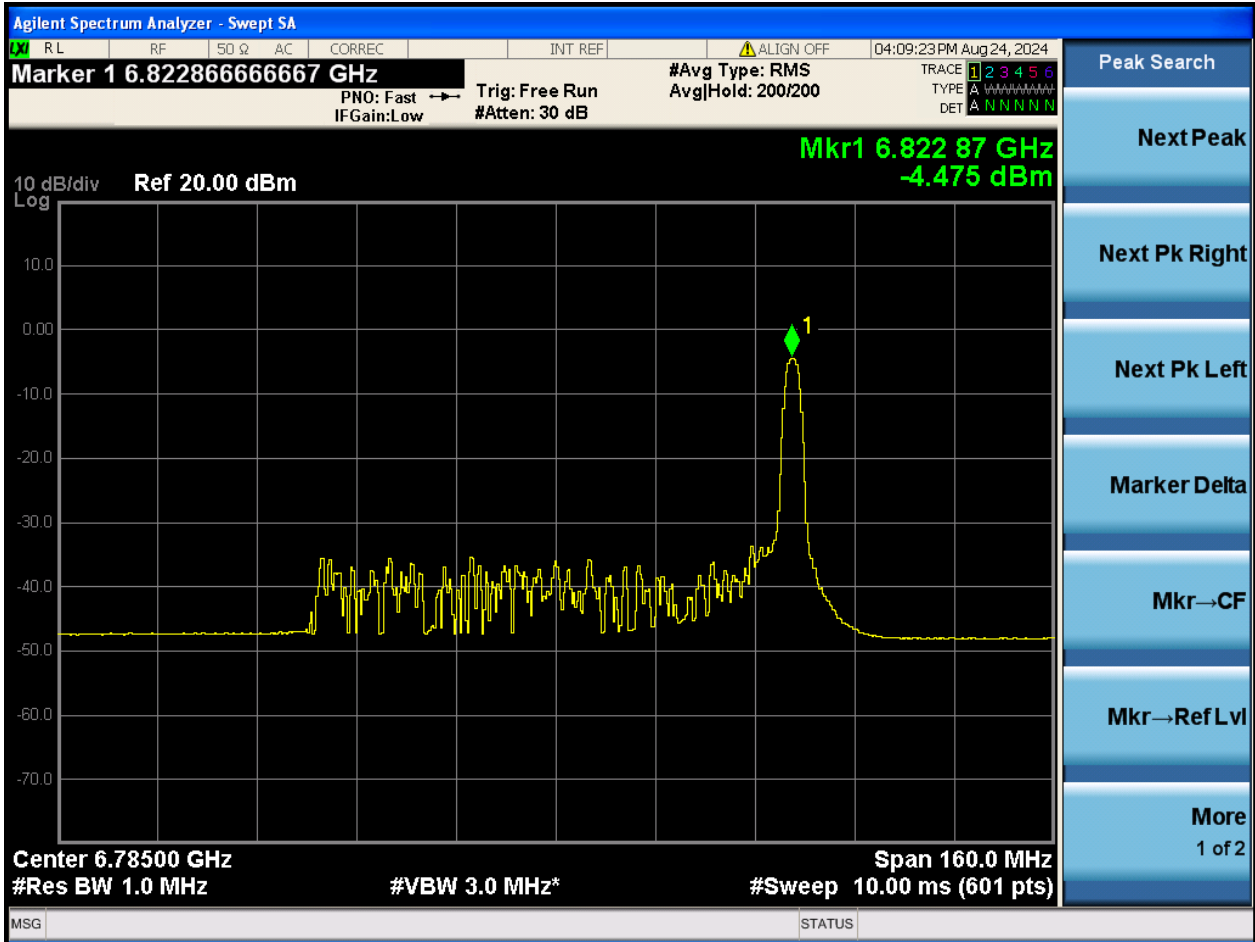 Agilent Spectrum Analyzer - Swept SA
LXI RL RF 50 Ω AC CORREC INT REF ALIGN OFF 04:09:23 PM Aug 24, 2024
Marker 1 6.822866666667 GHz
PNO: Fast
IFGain:Low
Trig: Free Run
#Atten: 30 dB
#Avg Type: RMS
Avg|Hold: 200/200
TRACE 1 2 3 4 5 6
TYPE A
DET A N N N N N
Peak Search
Mkr1 6.822 87 GHz
-4.475 dBm
10 dB/div Ref 20.00 dBm
Log
10.0
0.00
1
-10.0
-20.0
-30.0
-40.0
-50.0
-60.0
-70.0
Center 6.78500 GHz Span 160.0 MHz
#Res BW 1.0 MHz #VBW 3.0 MHz* #Sweep 10.00 ms (601 pts)
Next Peak
Next Pk Right
Next Pk Left
Marker Delta
Mkr→CF
Mkr→Ref Lvl
More
1 of 2
MSG STATUS